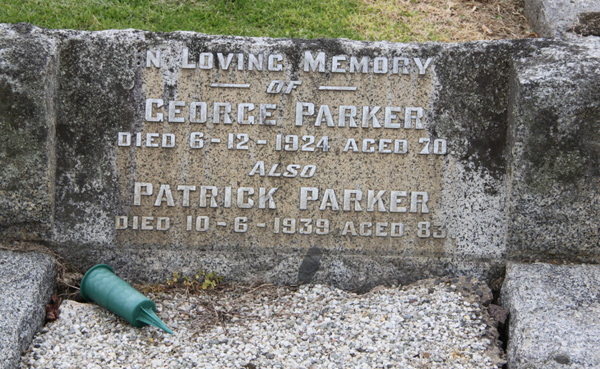 N LOVING MEMORY
OF
GEORGE PARKER
DIED 6-12-1924 AGED 70
ALSO
PATRICK PARKER
DIED 10-6-1939 AGED 83